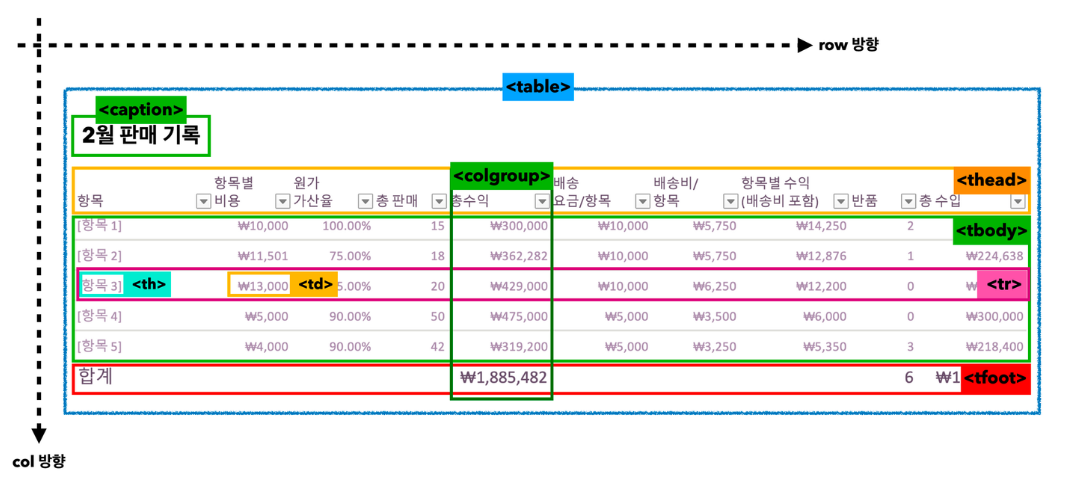 row 방향
<table>
<caption>
2월 판매 기록
<colgroup>
<thead>
항목별 원가 배송 배송비/ 항목별 수익
항목 비용 가산율 총 판매 총수익 요금/항목 항목 (배송비 포함) 반품 총 수입
<tbody>
[항목 1] ₩10,000 100.00% 15 ₩300,000 ₩10,000 ₩5,750 ₩14,250 2
[항목 2] ₩11,501 75.00% 18 ₩362,282 ₩10,000 ₩5,750 ₩12,876 1 ₩224,638
[항목 3] <th> ₩13,000 <td> 5.00% 20 ₩429,000 ₩10,000 ₩6,250 ₩12,200 0 ₩ <tr>
[항목 4] ₩5,000 90.00% 50 ₩475,000 ₩5,000 ₩3,500 ₩6,000 0 ₩300,000
[항목 5] ₩4,000 90.00% 42 ₩319,200 ₩5,000 ₩3,250 ₩5,350 3 ₩218,400
합계 ₩1,885,482 6 ₩1 <tfoot>
col 방향